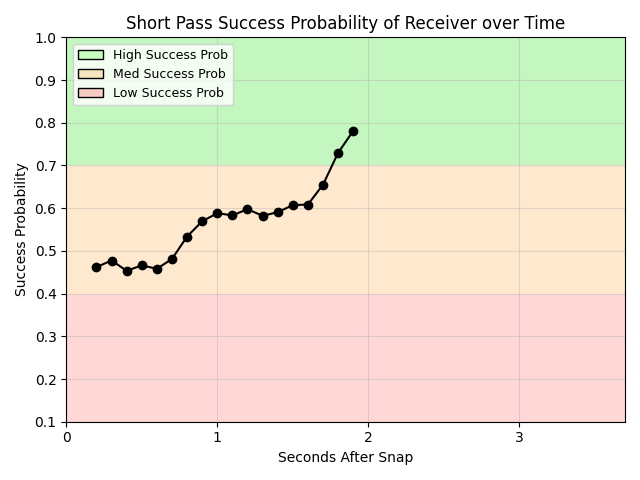 Short Pass Success Probability of Receiver over Time
1.0
0.9
0.8
0.7
0.6
0.5
0.4
0.3
0.2
0.1
High Success Prob
Med Success Prob
Low Success Prob
Success Probability
0 1 2 3
Seconds After Snap